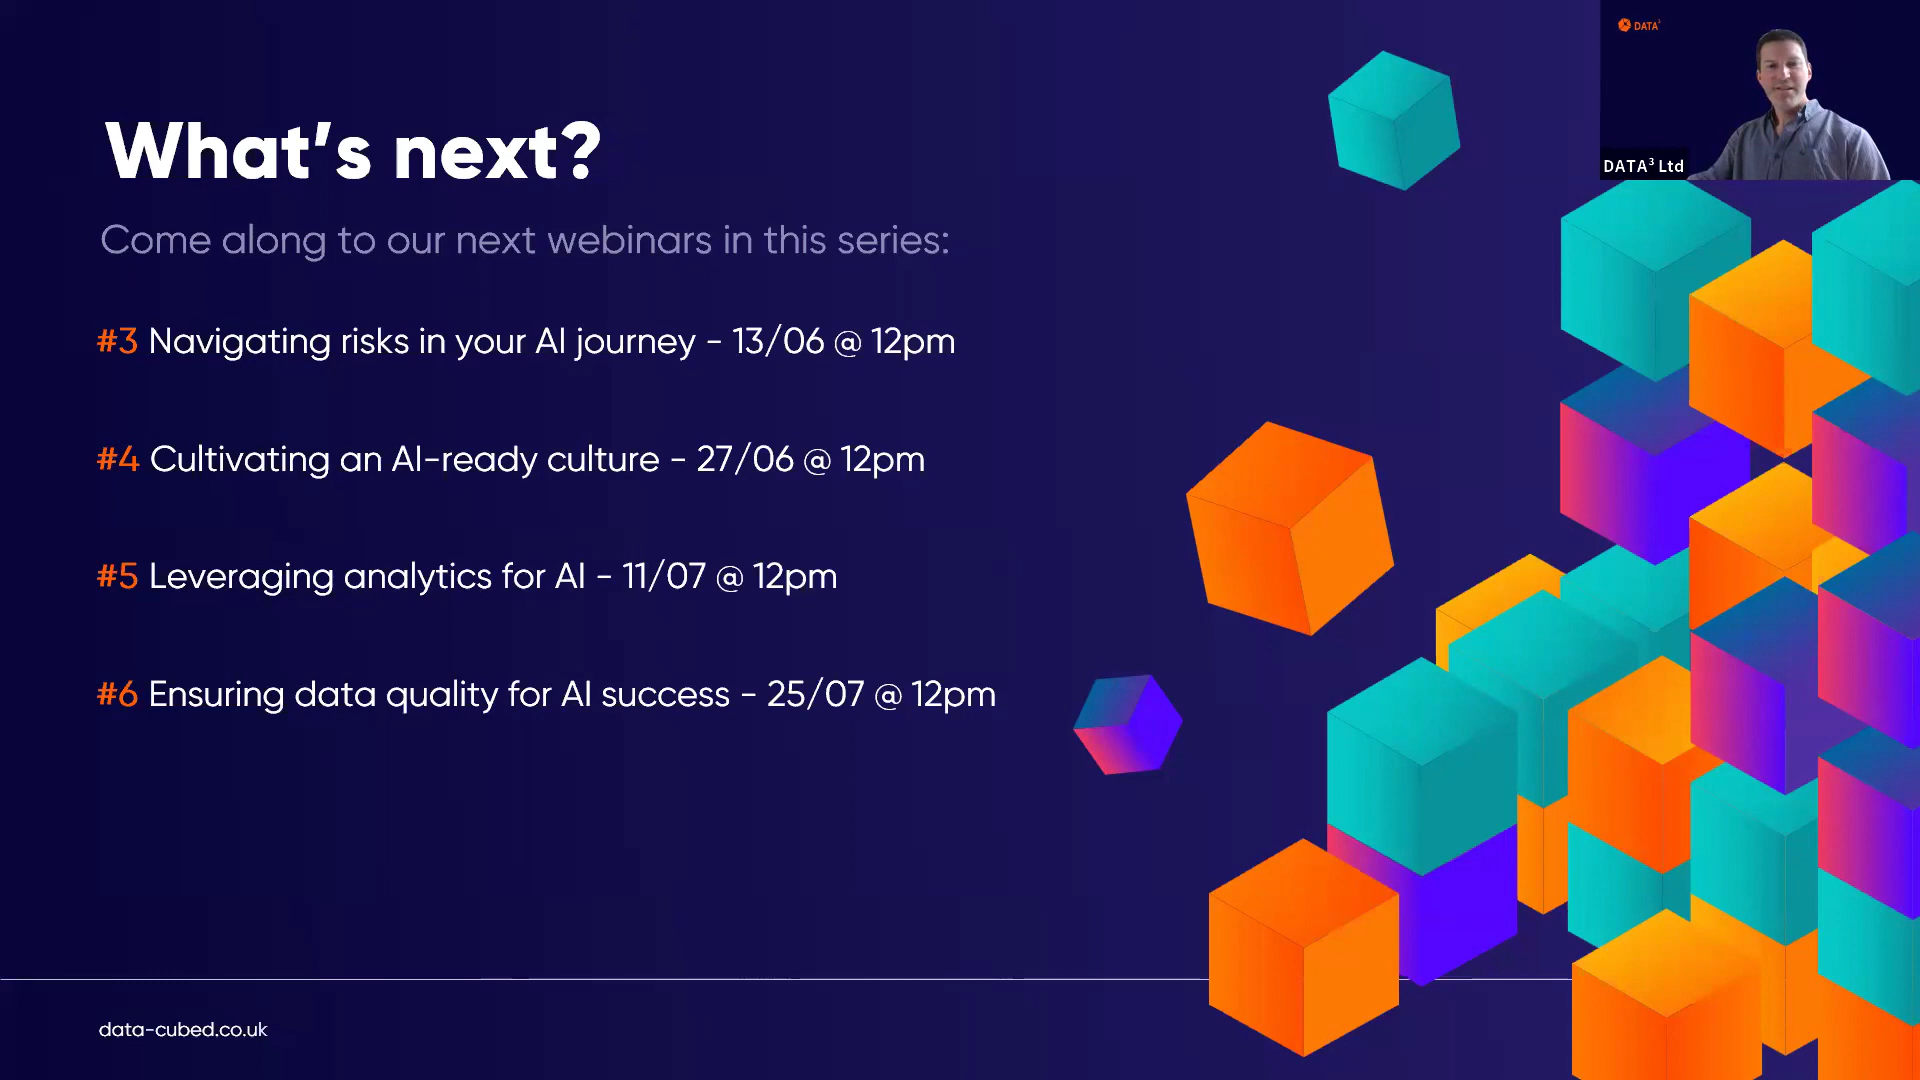 What's next?
Come along to our next webinars in this series:
#3 Navigating risks in your AI journey - 13/06 @ 12pm
#4 Cultivating an AI-ready culture - 27/06 @ 12pm
#5 Leveraging analytics for AI - 11/07 @ 12pm
#6 Ensuring data quality for AI success - 25/07 @ 12pm
data-cubed.co.uk
DATA³
DATA³ Ltd